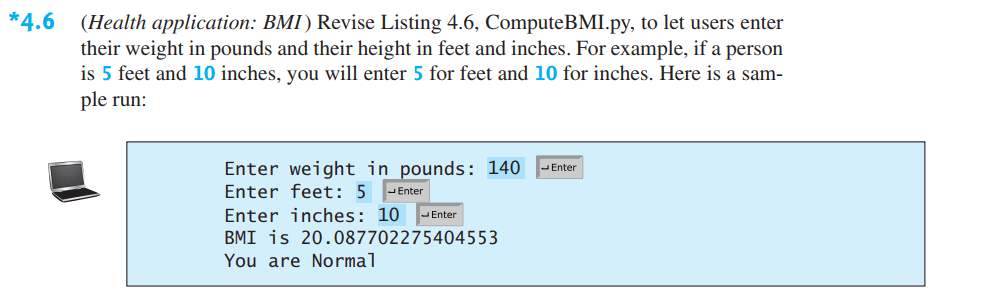 *4.6 (Health application: BMI) Revise Listing 4.6, ComputeBMI.py, to let users enter
their weight in pounds and their height in feet and inches. For example, if a person
is 5 feet and 10 inches, you will enter 5 for feet and 10 for inches. Here is a sam-
ple run:
Enter weight in pounds: 140 ↵Enter
Enter feet: 5 ↵Enter
Enter inches: 10 ↵Enter
BMI is 20.087702275404553
You are Normal